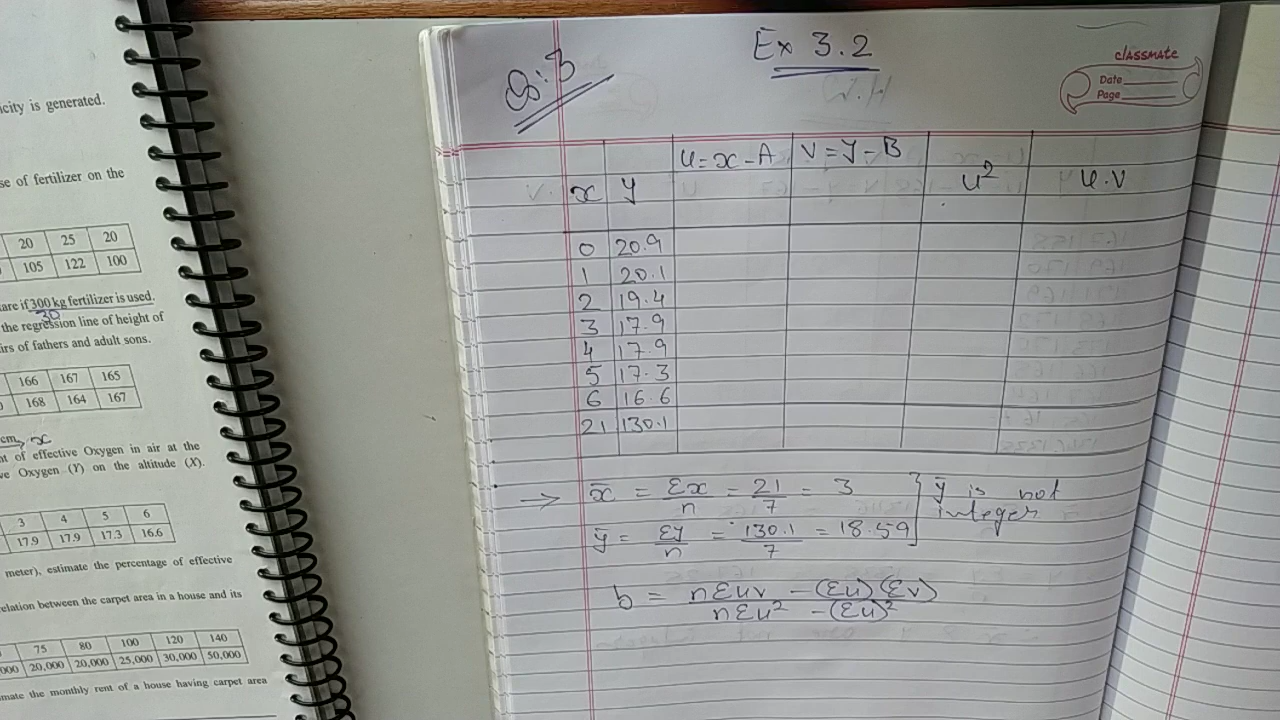 icity is generated.
se of fertilizer on the
20 25 20
105 122 100
are if 300 kg fertilizer is used.
30
the regression line of height of
irs of fathers and adult sons.
166 167 165
168 164 167
cm, x
nt of effective Oxygen in air at the
ve Oxygen (Y) on the altitude (X).
3 4 5 6
17.9 17.9 17.3 16.6
meter), estimate the percentage of effective
elation between the carpet area in a house and its
75 80 100 120 140
000 20,000 20,000 25,000 30,000 50,000
mate the monthly rent of a house having carpet area
Ex 3.2
Q:3
classmate
Date
Page
x y u=x-A v=y-B u² u.v
0 20.9
1 20.1
2 19.4
3 17.9
4 17.9
5 17.3
6 16.6
21 130.1
→ x̄ = Σx/n = 21/7 = 3 ] ȳ is not integer
ȳ = Σy/n = 130.1/7 = 18.59
b = nΣuv - (Σu)(Σv) / nΣu² - (Σu)²